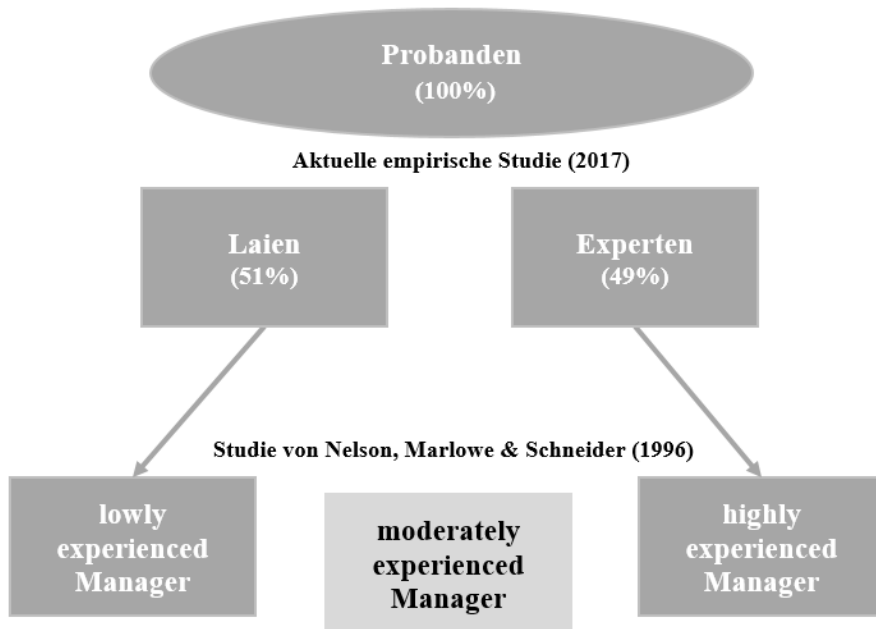 Probanden
(100%)
Aktuelle empirische Studie (2017)
Laien
(51%)
Experten
(49%)
Studie von Nelson, Marlowe & Schneider (1996)
lowly
experienced
Manager
moderately
experienced
Manager
highly
experienced
Manager